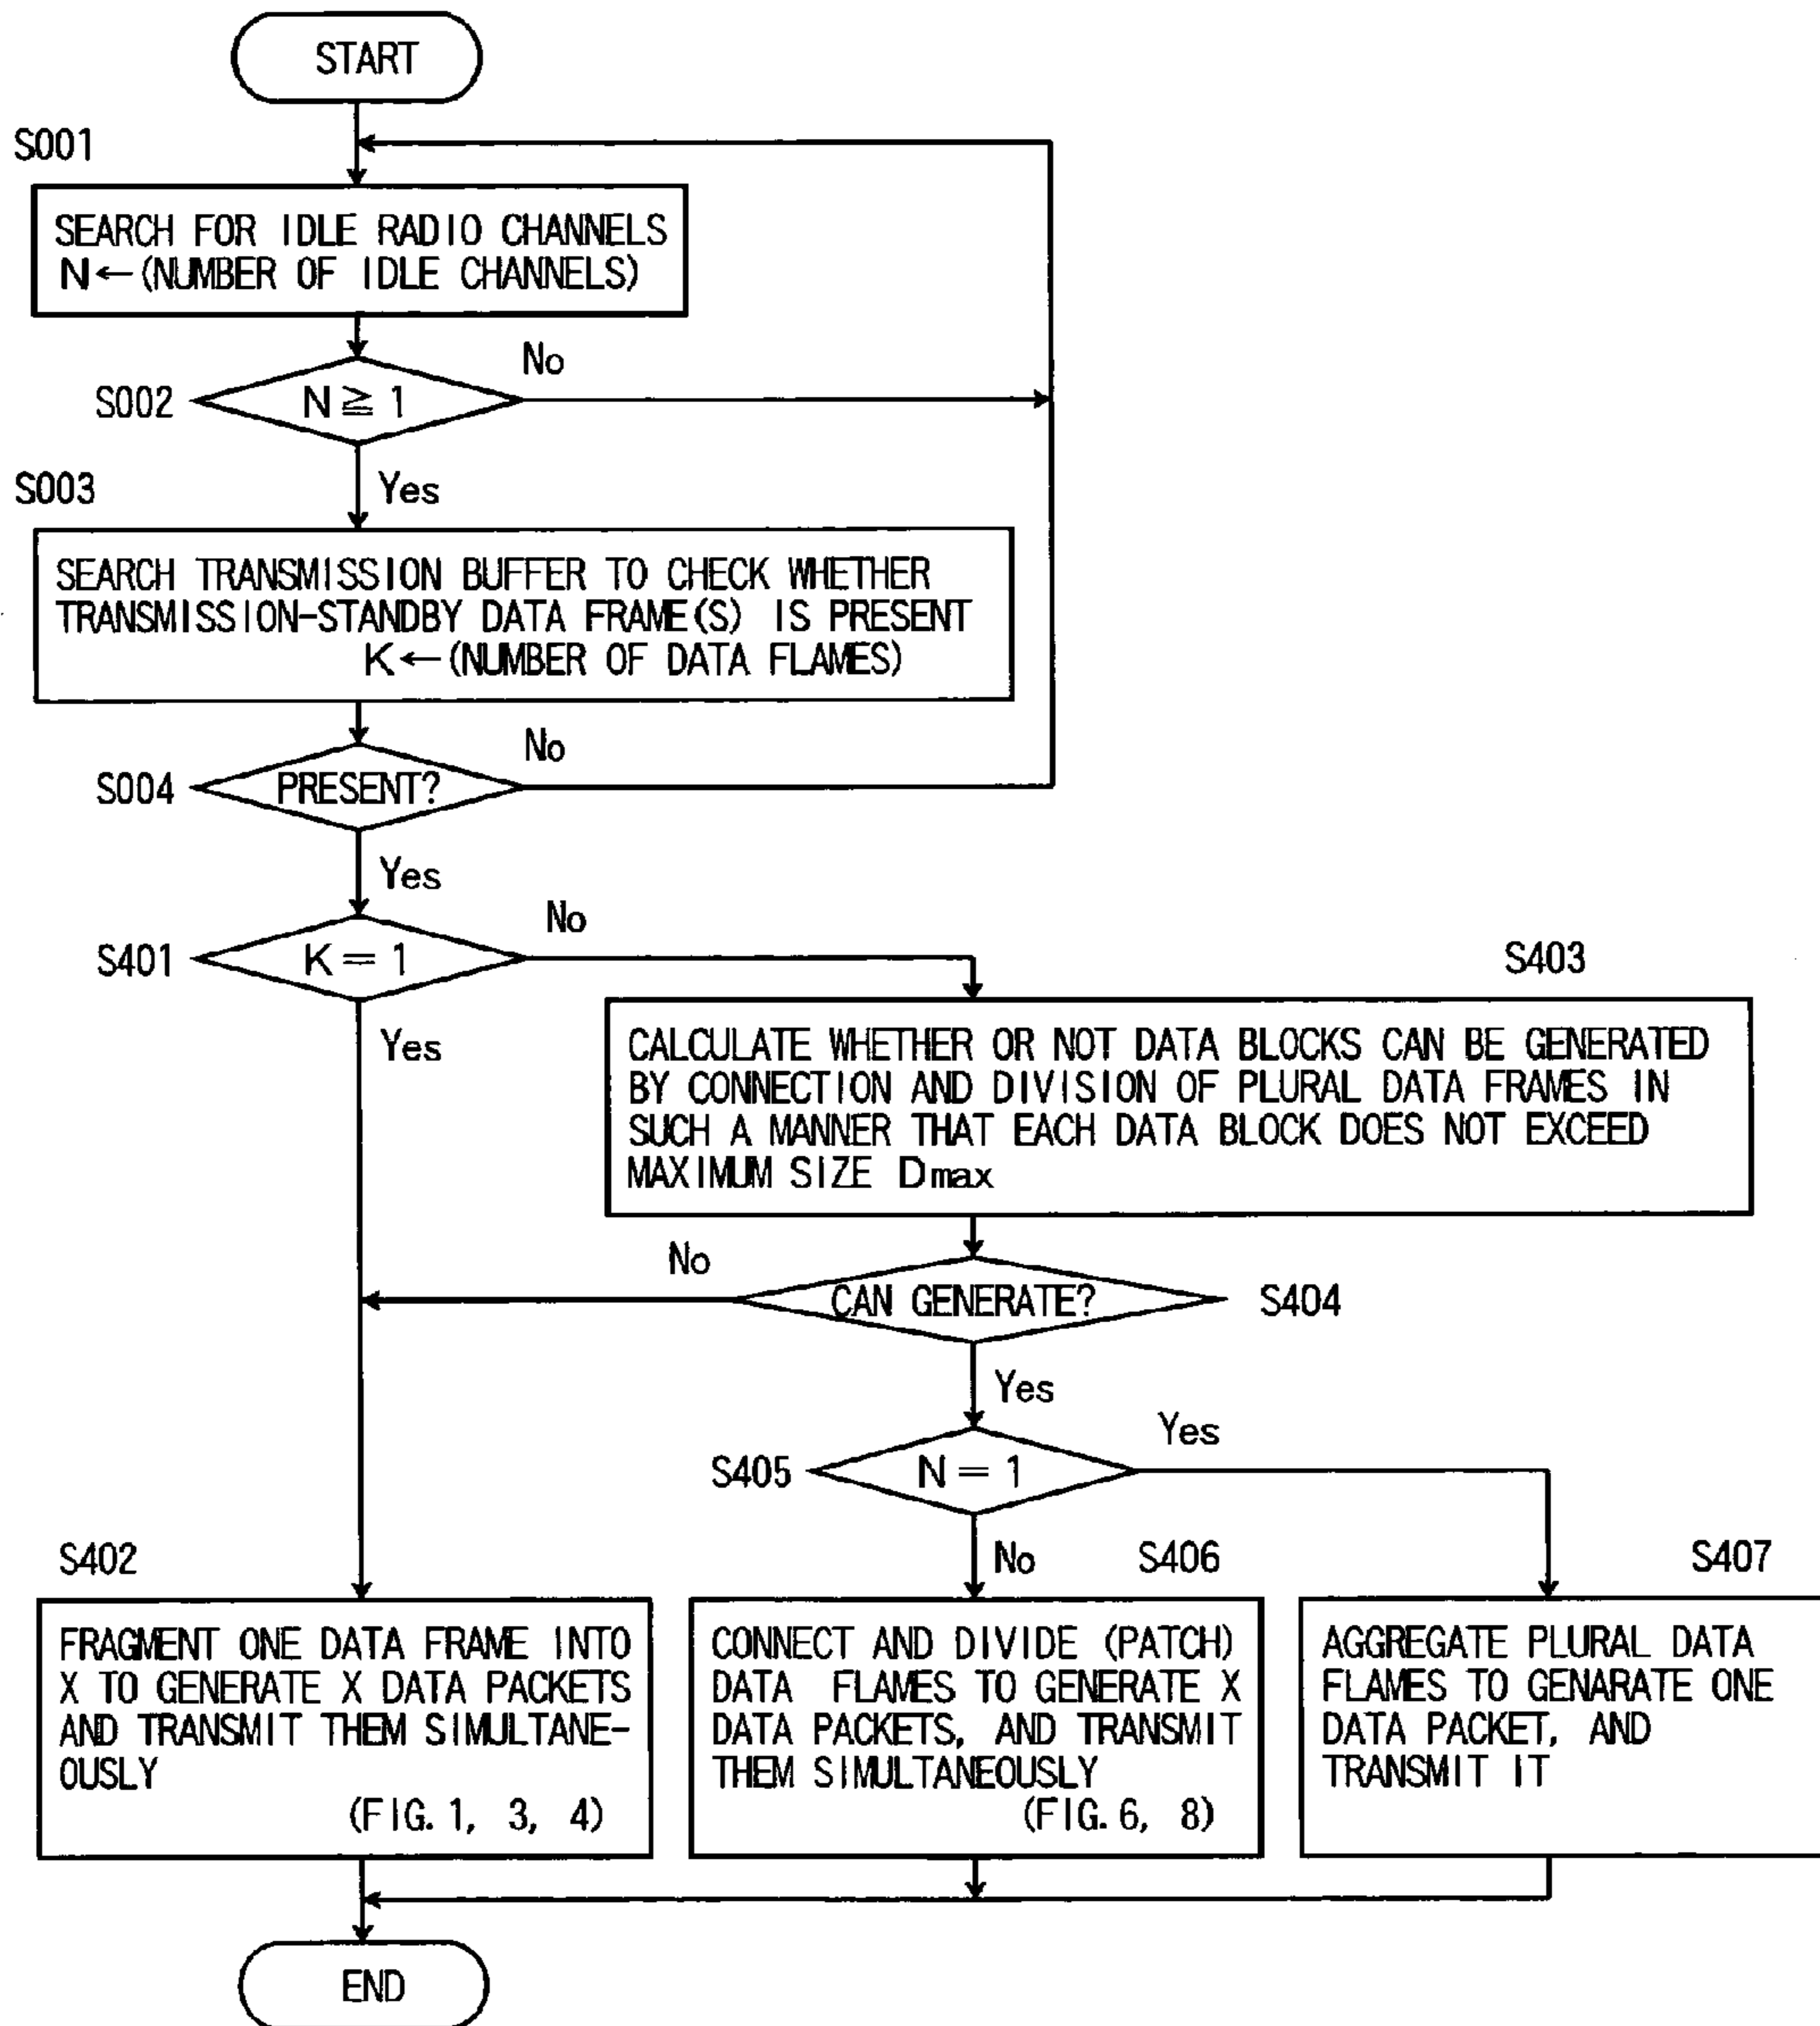 START
S001
SEARCH FOR IDLE RADIO CHANNELS
N←(NUMBER OF IDLE CHANNELS)
No
S002
N≧1
S003
Yes
SEARCH TRANSMISSION BUFFER TO CHECK WHETHER
TRANSMISSION-STANDBY DATA FRAME(S) IS PRESENT
K←(NUMBER OF DATA FLAMES)
No
S004
PRESENT?
Yes
No
S401
K=1
S403
Yes
CALCULATE WHETHER OR NOT DATA BLOCKS CAN BE GENERATED
BY CONNECTION AND DIVISION OF PLURAL DATA FRAMES IN
SUCH A MANNER THAT EACH DATA BLOCK DOES NOT EXCEED
MAXIMUM SIZE Dmax
No
CAN GENERATE?
S404
Yes
Yes
S405
N=1
S402
No
S406
S407
FRAGMENT ONE DATA FRAME INTO
X TO GENERATE X DATA PACKETS
AND TRANSMIT THEM SIMULTANE-
OUSLY
(FIG. 1, 3, 4)
CONNECT AND DIVIDE (PATCH)
DATA FLAMES TO GENERATE X
DATA PACKETS, AND TRANSMIT
THEM SIMULTANEOUSLY
(FIG. 6, 8)
AGGREGATE PLURAL DATA
FLAMES TO GENARATE ONE
DATA PACKET, AND
TRANSMIT IT
END